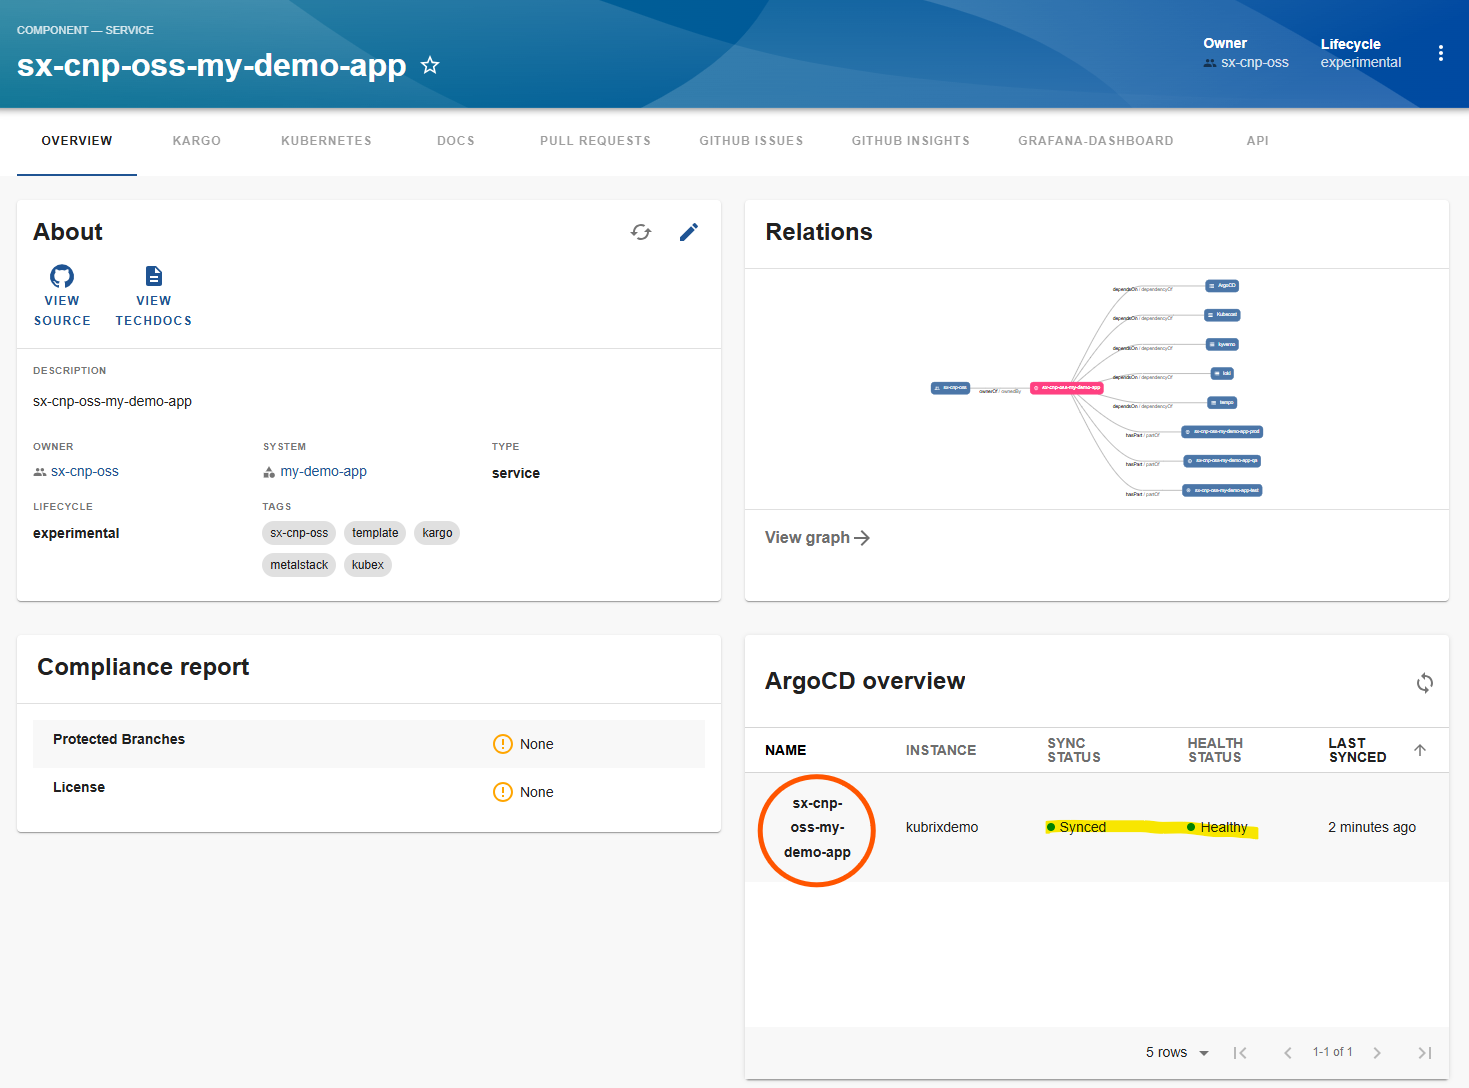 COMPONENT — SERVICE
sx-cnp-oss-my-demo-app
Owner
sx-cnp-oss
Lifecycle
experimental
OVERVIEW
KARGO
KUBERNETES
DOCS
PULL REQUESTS
GITHUB ISSUES
GITHUB INSIGHTS
GRAFANA-DASHBOARD
API
About
VIEW
SOURCE
VIEW
TECHDOCS
DESCRIPTION
sx-cnp-oss-my-demo-app
OWNER
SYSTEM
TYPE
sx-cnp-oss
my-demo-app
service
LIFECYCLE
TAGS
experimental
sx-cnp-oss
template
kargo
metalstack
kubex
Relations
dependsOn / dependencyOf
ArgoCD
dependsOn / dependencyOf
Kubecost
dependsOn / dependencyOf
kyverno
dependsOn / dependencyOf
loki
dependsOn / dependencyOf
tempo
sx-cnp-oss
ownerOf / ownedBy
sx-cnp-oss-my-demo-app
hasPart / partOf
sx-cnp-oss-my-demo-app-prod
hasPart / partOf
sx-cnp-oss-my-demo-app-qa
hasPart / partOf
sx-cnp-oss-my-demo-app-test
View graph
Compliance report
Protected Branches
None
License
None
ArgoCD overview
NAME
INSTANCE
SYNC
STATUS
HEALTH
STATUS
LAST
SYNCED
sx-cnp-
oss-my-
demo-app
kubrixdemo
Synced
Healthy
2 minutes ago
5 rows
1-1 of 1